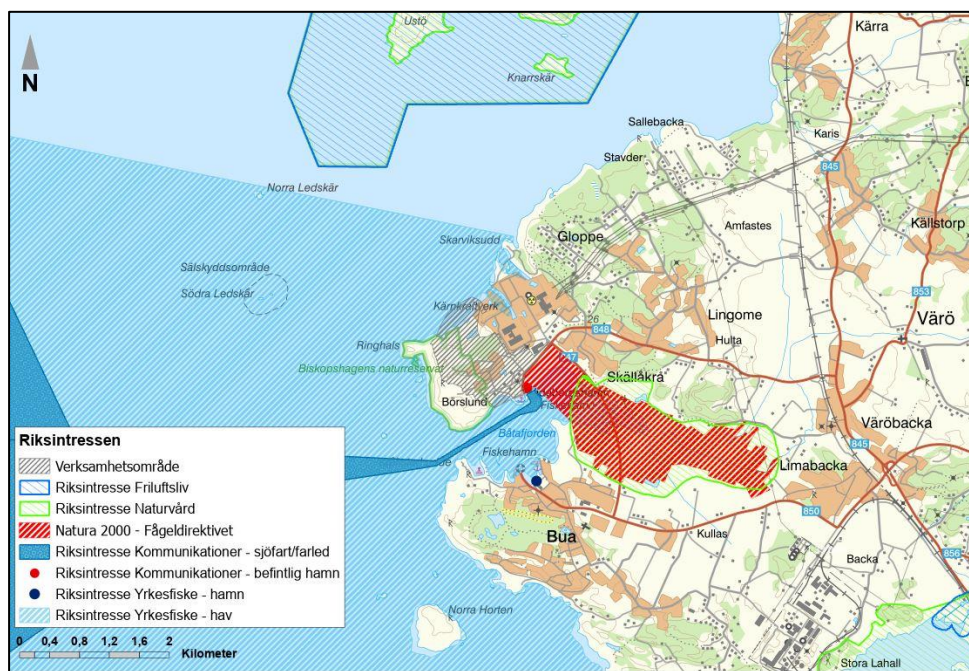 Ustö
Kärra
Knarrskär
N
Sallebacka
Karis
Stavder
845
Norra Ledskär
Amfastes
Källstorp
Skarviksudd
Gloppe
Sälskyddsområde
853
Södra Ledskär
Kärnkraftverk
Värö
26
Lingome
848
Ringhals
Hulta
Biskopshagens naturreservat
Skällåkra
Börslund
Väröbacka
Båtafjorden
845
Riksintressen
Fiskehamn
Limabacka
Verksamhetsområde
850
Riksintresse Friluftsliv
Bua
Kullas
Riksintresse Naturvård
Natura 2000 - Fågeldirektivet
Backa
856
Riksintresse Kommunikationer - sjöfart/farled
Riksintresse Kommunikationer - befintlig hamn
Riksintresse Yrkesfiske - hamn
Norra Horten
Riksintresse Yrkesfiske - hav
0 0,4 0,8 1,2 1,6 2
Kilometer
Stora Lahall